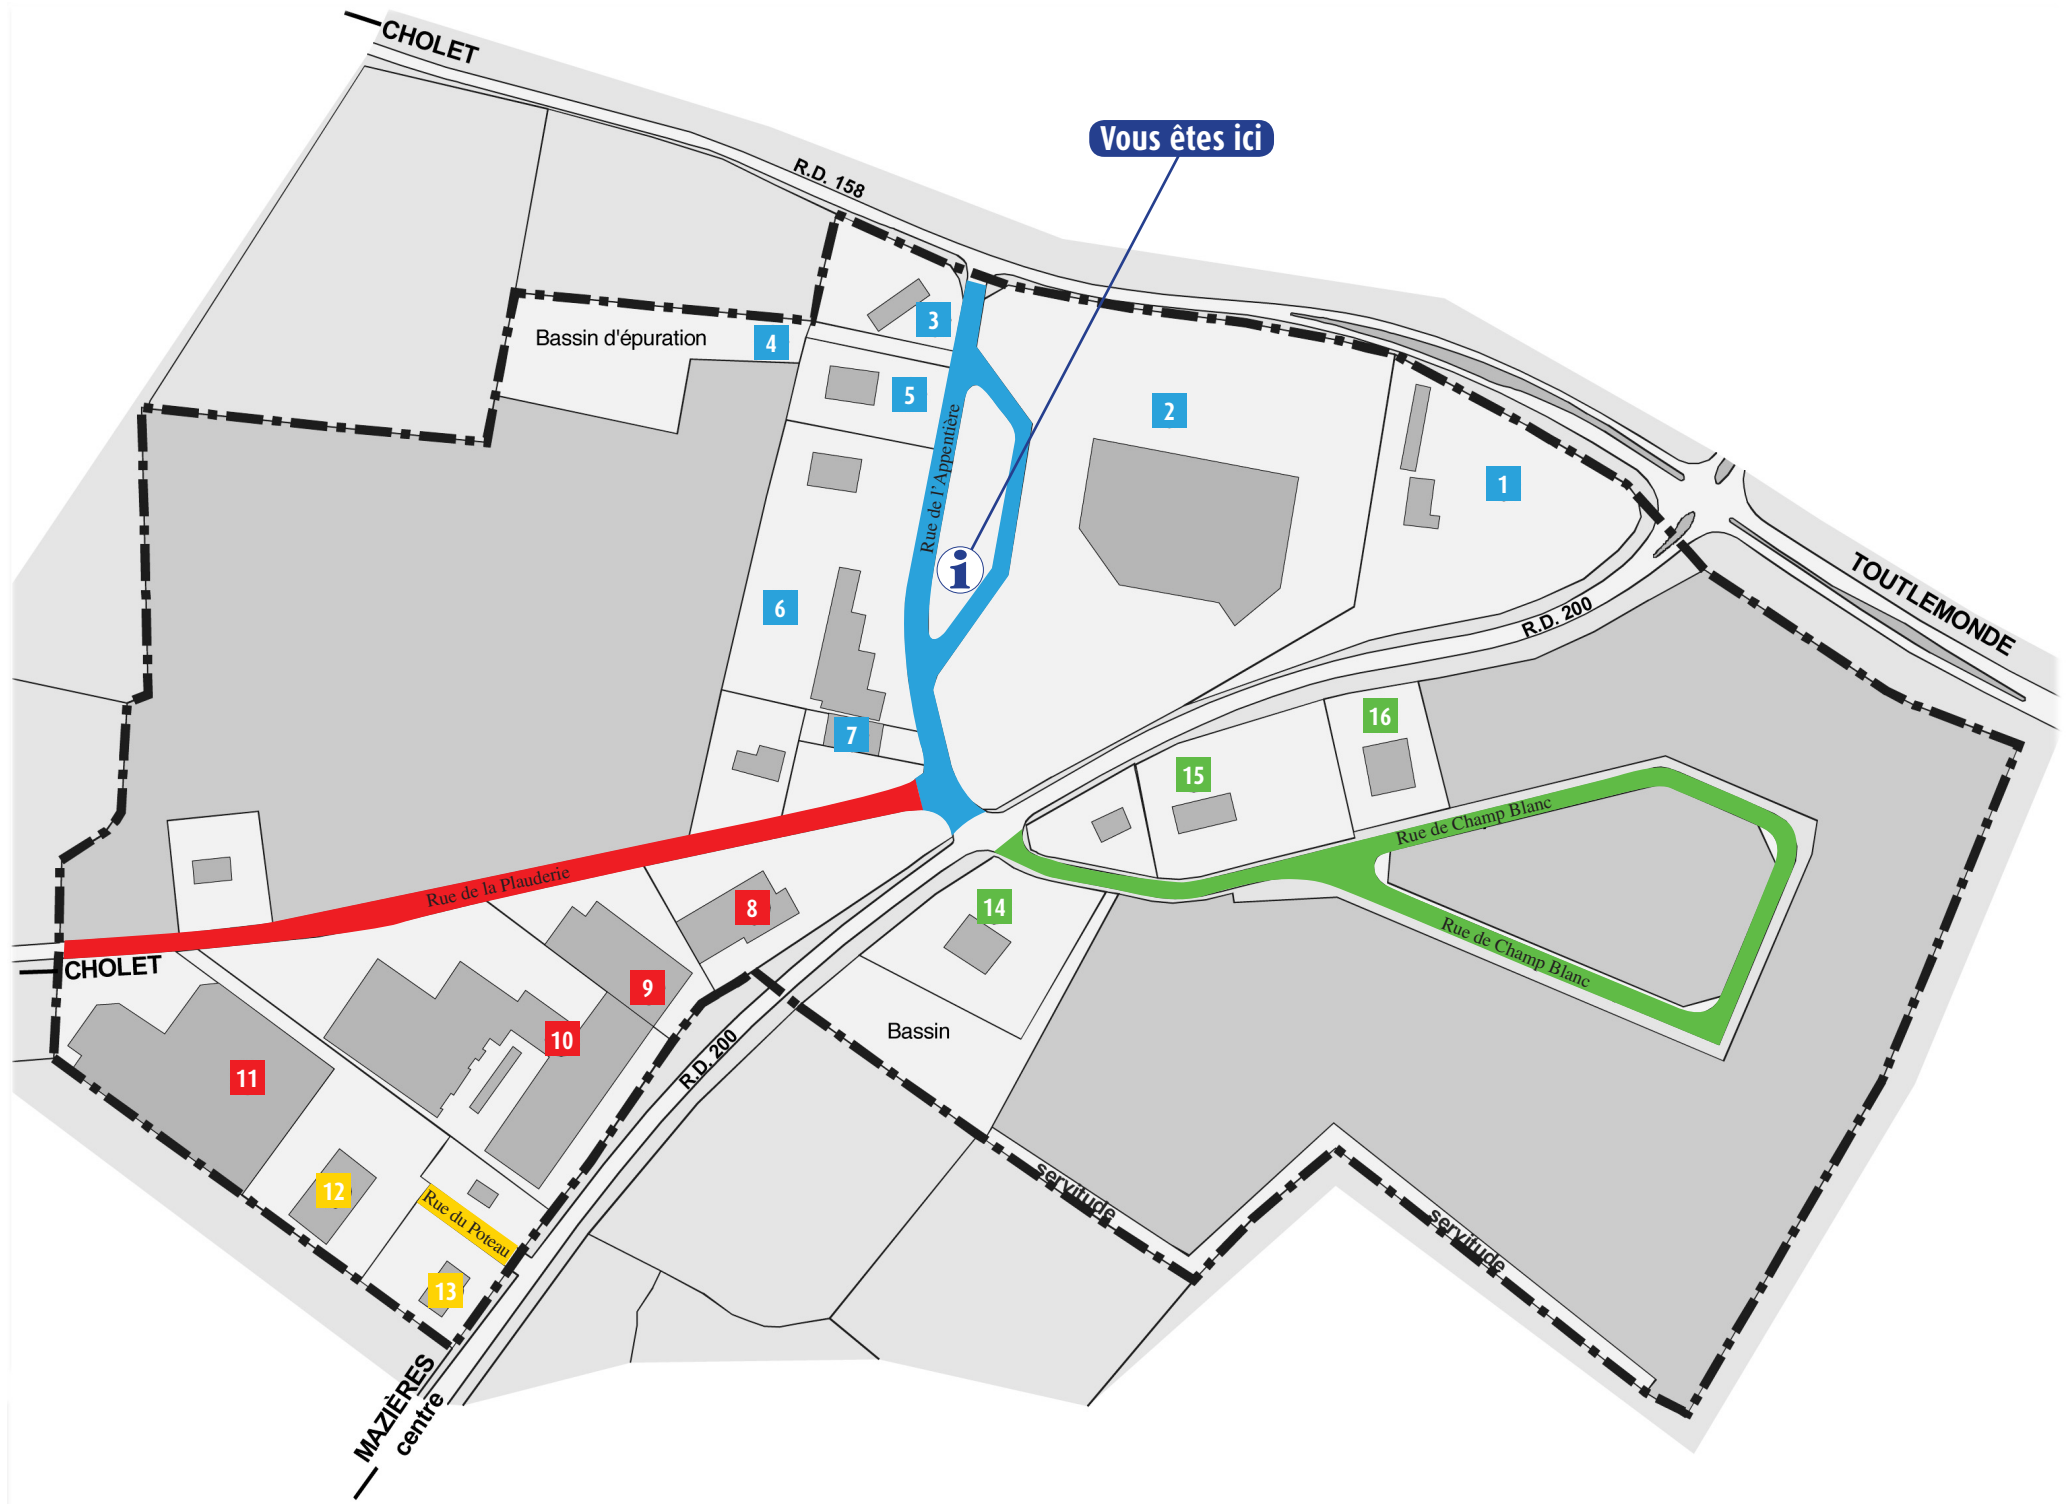 CHOLET
Vous êtes ici
R.D. 158
3
Bassin d'épuration
4
5
2
Rue de l'Appentière
1
i
TOUTLEMONDE
6
R.D. 200
16
7
15
Rue de Champ Blanc
Rue de la Plauderie
8
14
Rue de Champ Blanc
CHOLET
9
Bassin
10
R.D. 200
11
12
servitude
Rue du Poteau
servitude
13
MAZIÈRES
centre